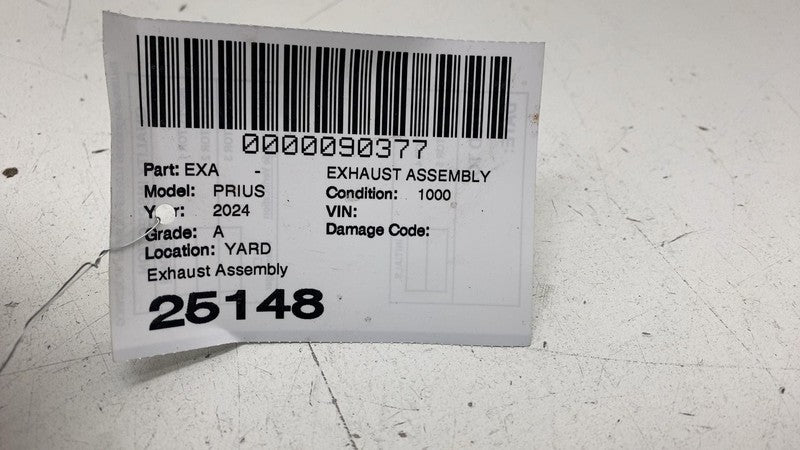 0000090377
Part: EXA - EXHAUST ASSEMBLY
Model: PRIUS Condition: 1000
Year: 2024 VIN:
Grade: A Damage Code:
Location: YARD
Exhaust Assembly
25148